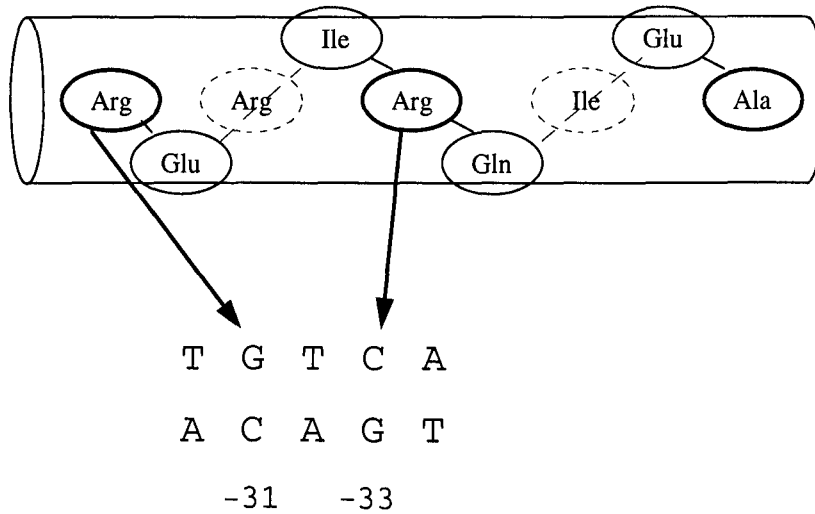 Ile Glu
Arg Arg Arg Ile Ala
Glu Gln
T G T C A
A C A G T
-31 -33